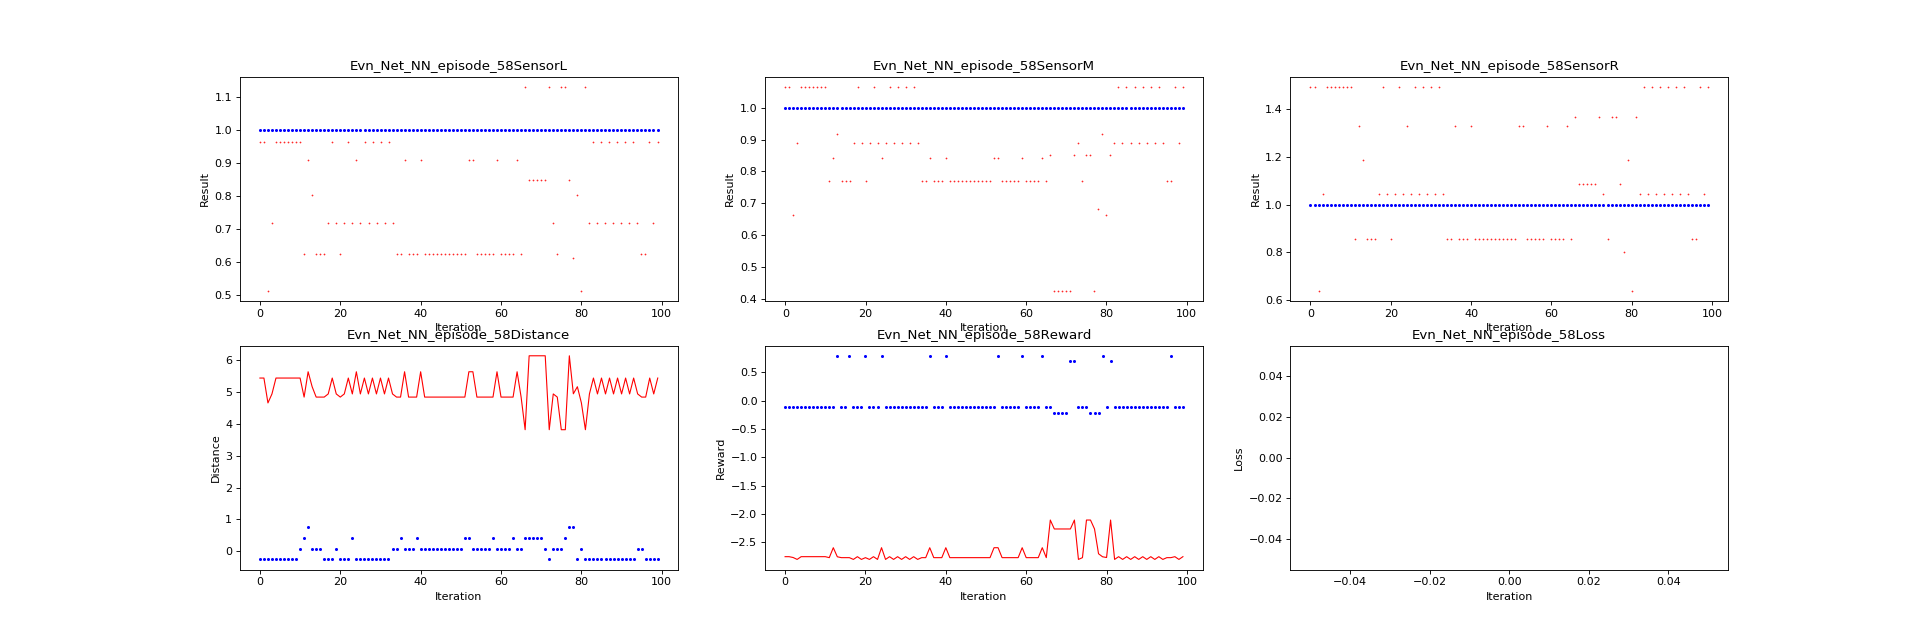 Evn_Net_NN_episode_58SensorL
Evn_Net_NN_episode_58SensorM
Evn_Net_NN_episode_58SensorR
1.1
1.0
0.9
0.8
0.7
0.6
0.5
Result
0 20 40 60 80 100
Iteration
1.0
0.9
0.8
0.7
0.6
0.5
0.4
Result
0 20 40 60 80 100
Iteration
1.4
1.2
1.0
0.8
0.6
Result
0 20 40 60 80 100
Iteration
Evn_Net_NN_episode_58Distance
Evn_Net_NN_episode_58Reward
Evn_Net_NN_episode_58Loss
6
5
4
3
2
1
0
Distance
0 20 40 60 80 100
Iteration
0.5
0.0
−0.5
−1.0
−1.5
−2.0
−2.5
Reward
0 20 40 60 80 100
Iteration
0.04
0.02
0.00
−0.02
−0.04
Loss
−0.04 −0.02 0.00 0.02 0.04
Iteration